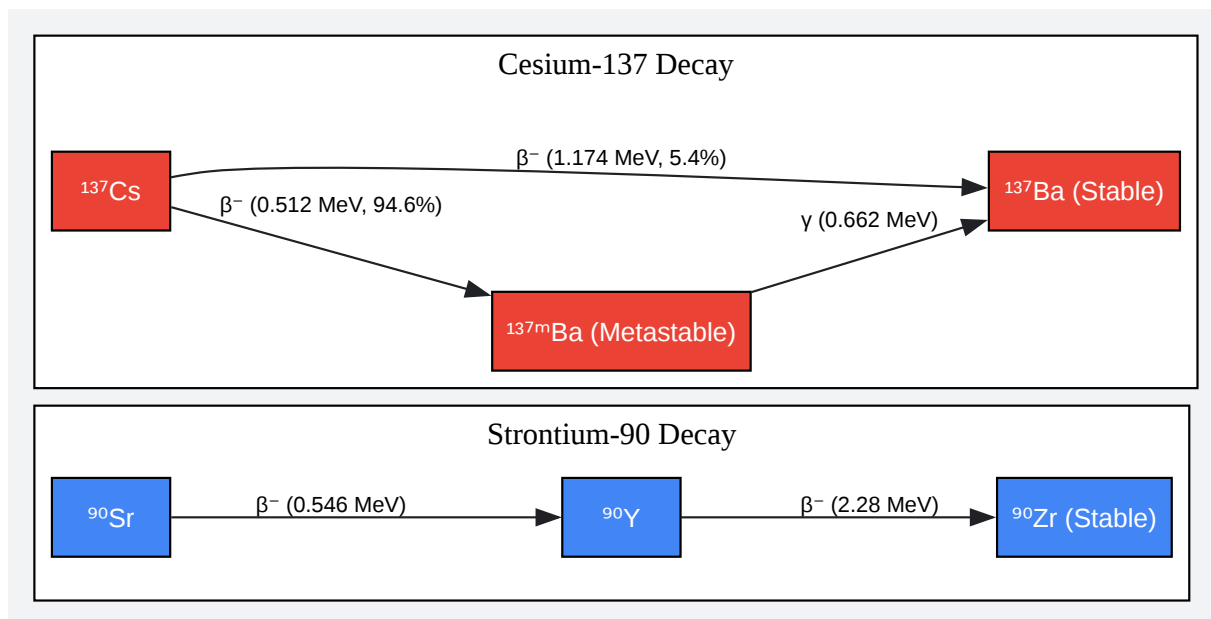 Cesium-137 Decay
β⁻ (1.174 MeV, 5.4%)
¹³⁷Cs
¹³⁷Ba (Stable)
β⁻ (0.512 MeV, 94.6%)
γ (0.662 MeV)
¹³⁷ᵐBa (Metastable)
Strontium-90 Decay
⁹⁰Sr
β⁻ (0.546 MeV)
⁹⁰Y
β⁻ (2.28 MeV)
⁹⁰Zr (Stable)